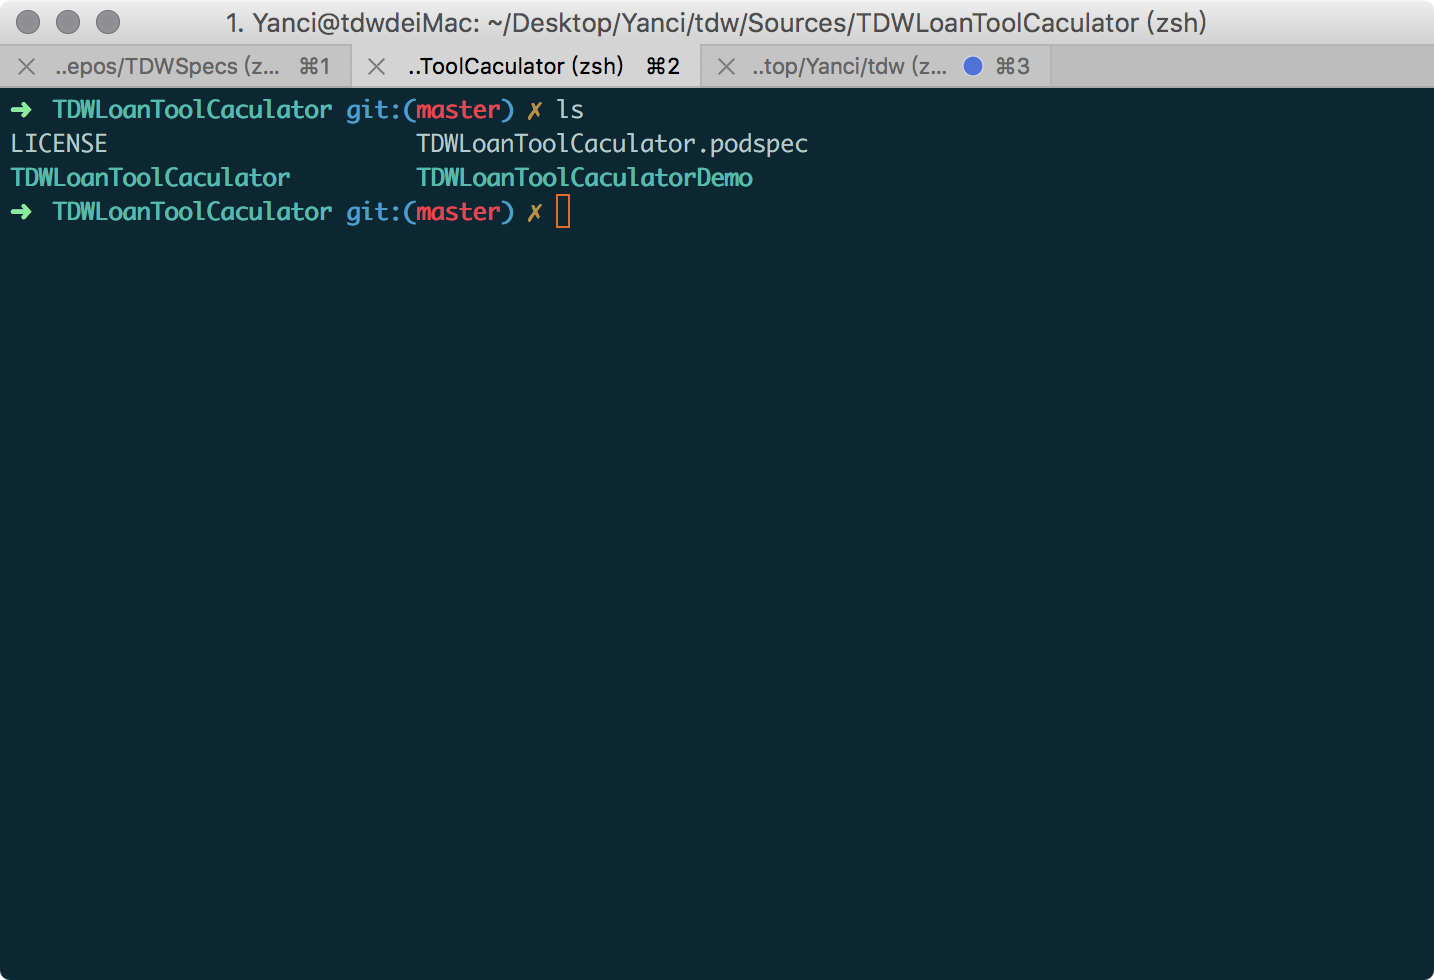 1. Yanci@tdwdeiMac: ~/Desktop/Yanci/tdw/Sources/TDWLoanToolCaculator (zsh)
..epos/TDWSpecs (z... ⌘1 ..ToolCaculator (zsh) ⌘2 ..top/Yanci/tdw (z... ⌘3
➜ TDWLoanToolCaculator git:(master) ✗ ls
LICENSE TDWLoanToolCaculator.podspec
TDWLoanToolCaculator TDWLoanToolCaculatorDemo
➜ TDWLoanToolCaculator git:(master) ✗